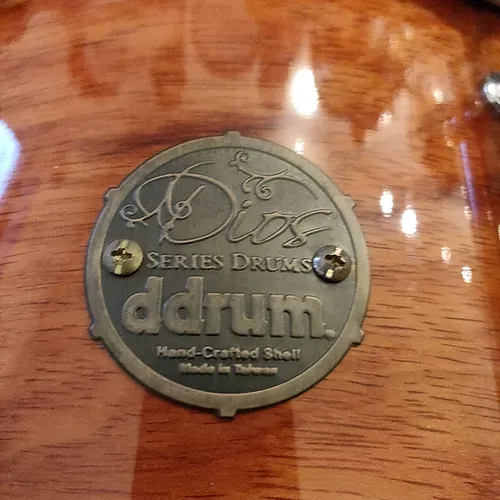 Dios
SERIES DRUMS
ddrum.
Hand-Crafted Shell
Made in Taiwan